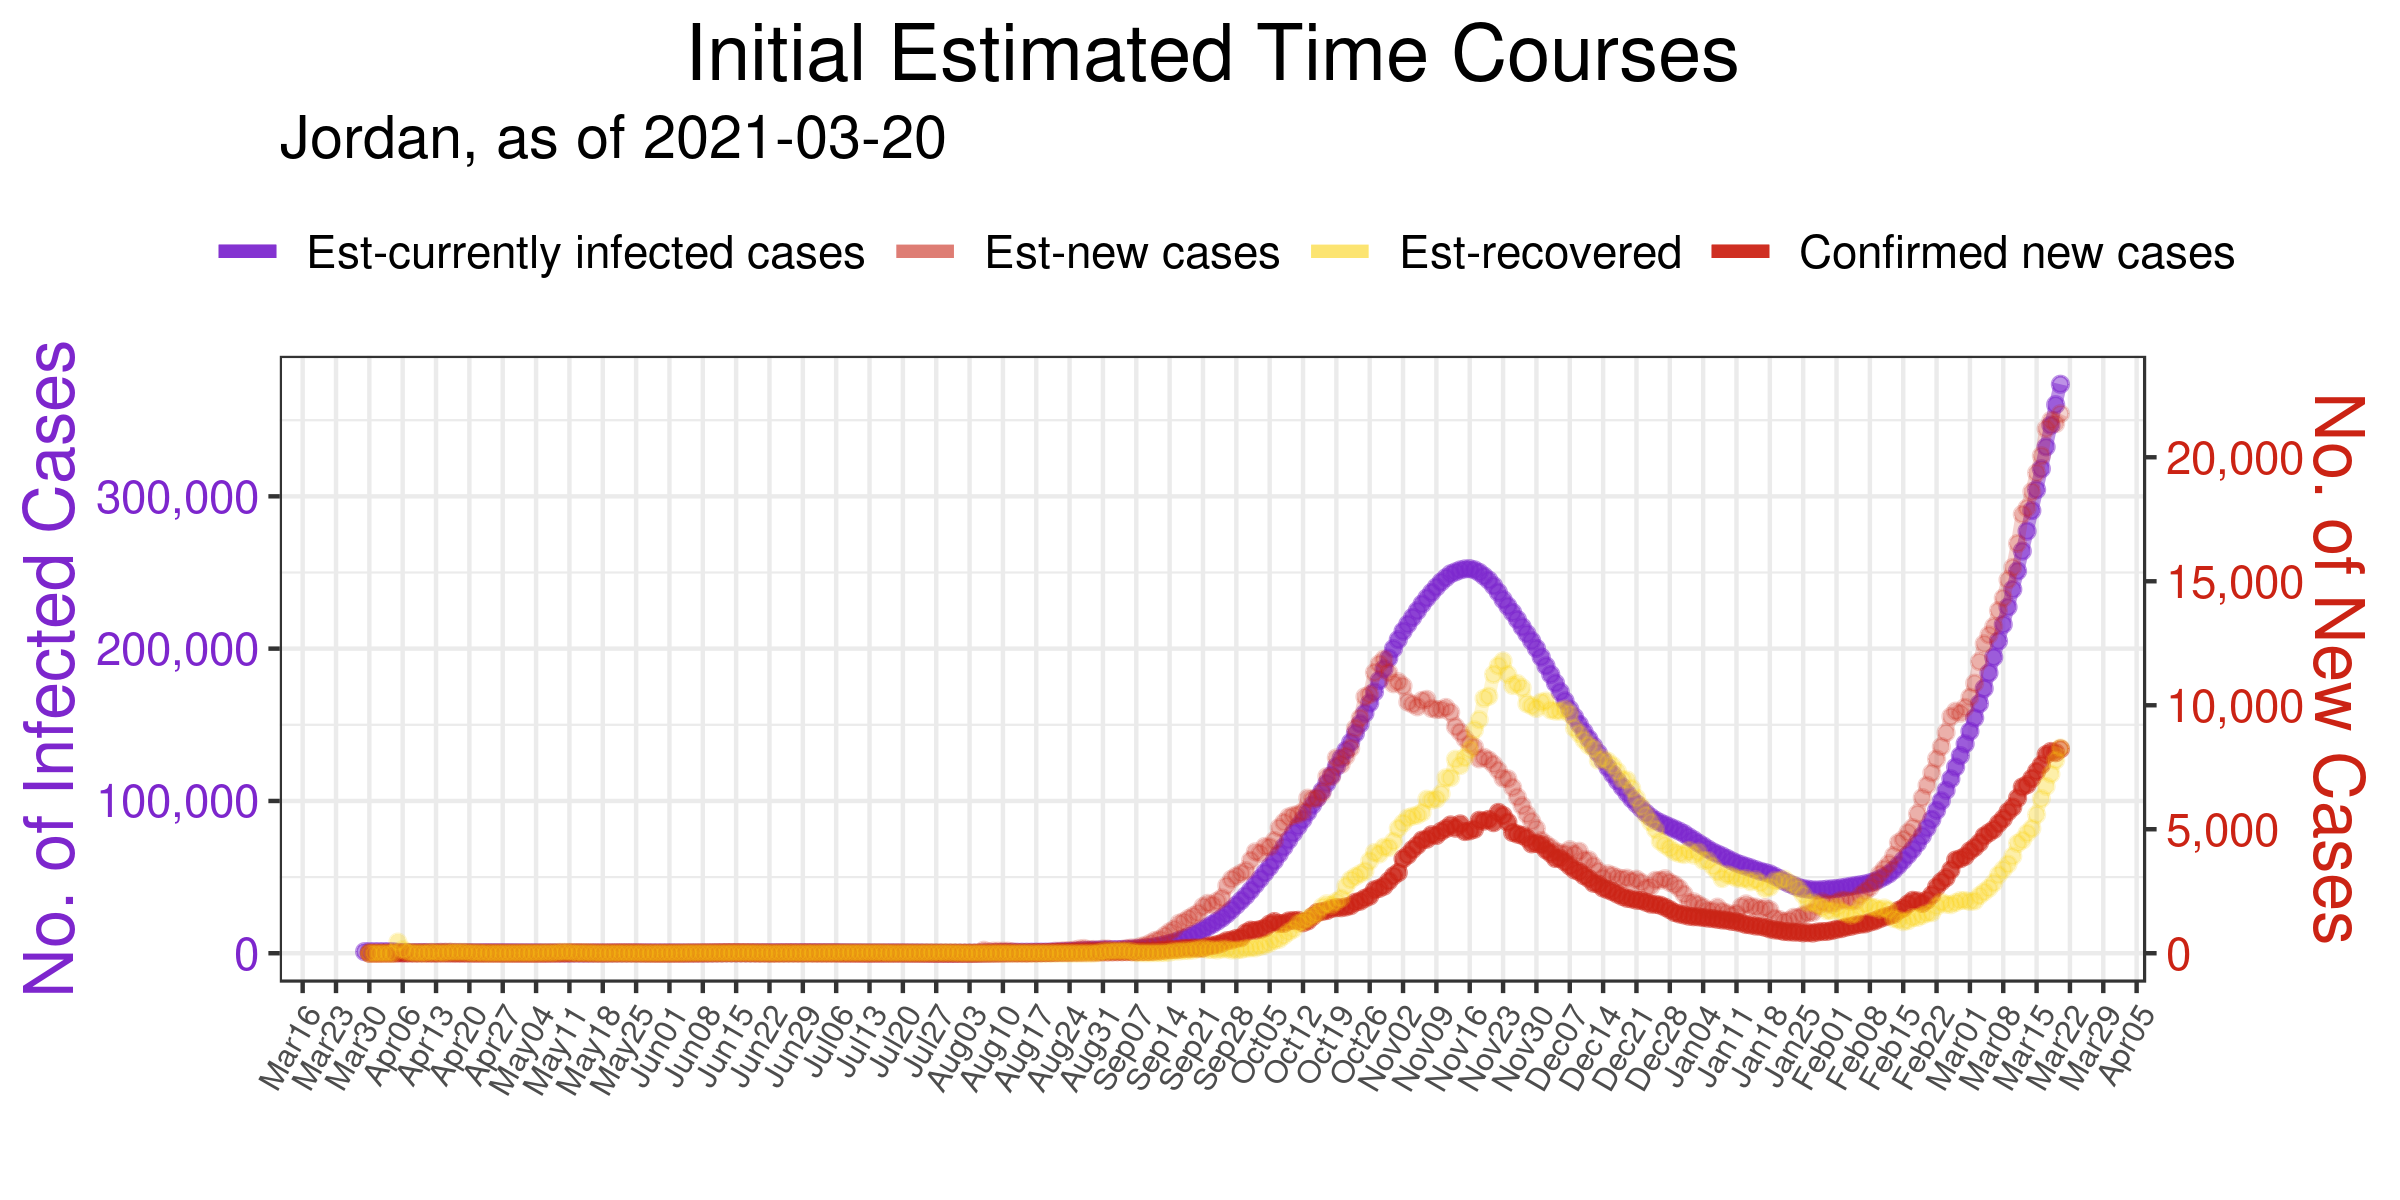 Initial Estimated Time Courses
Jordan, as of 2021-03-20
Est-currently infected cases
Est-new cases
Est-recovered
Confirmed new cases
No. of Infected Cases
300,000
200,000
100,000
0
20,000
15,000
10,000
5,000
0
No. of New Cases
Mar16
Mar23
Mar30
Apr06
Apr13
Apr20
Apr27
May04
May11
May18
May25
Jun01
Jun08
Jun15
Jun22
Jun29
Jul06
Jul13
Jul20
Jul27
Aug03
Aug10
Aug17
Aug24
Aug31
Sep07
Sep14
Sep21
Sep28
Oct05
Oct12
Oct19
Oct26
Nov02
Nov09
Nov16
Nov23
Nov30
Dec07
Dec14
Dec21
Dec28
Jan04
Jan11
Jan18
Jan25
Feb01
Feb08
Feb15
Feb22
Mar01
Mar08
Mar15
Mar22
Mar29
Apr05